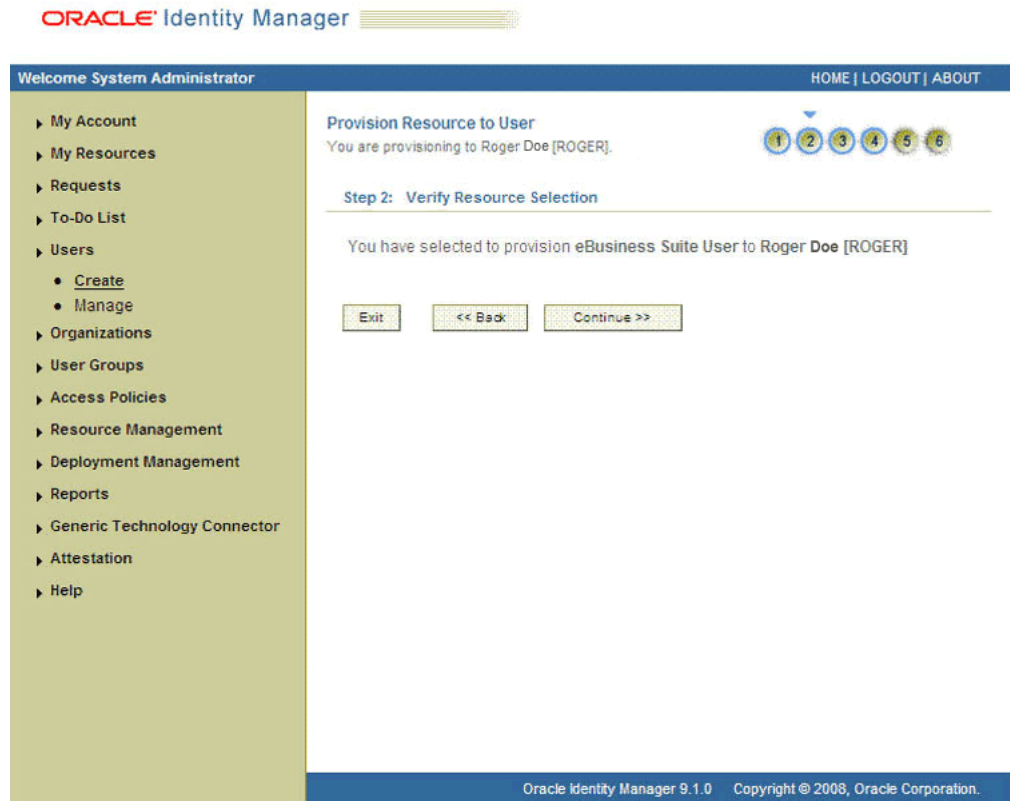 ORACLE Identity Manager
Welcome System Administrator
HOME | LOGOUT | ABOUT
My Account
My Resources
Requests
To-Do List
Users
Create
Manage
Organizations
User Groups
Access Policies
Resource Management
Deployment Management
Reports
Generic Technology Connector
Attestation
Help
Provision Resource to User
You are provisioning to Roger Doe [ROGER].
1 2 3 4 5 6
Step 2: Verify Resource Selection
You have selected to provision eBusiness Suite User to Roger Doe [ROGER]
Exit
<< Back
Continue >>
Oracle Identity Manager 9.1.0 Copyright © 2008, Oracle Corporation.